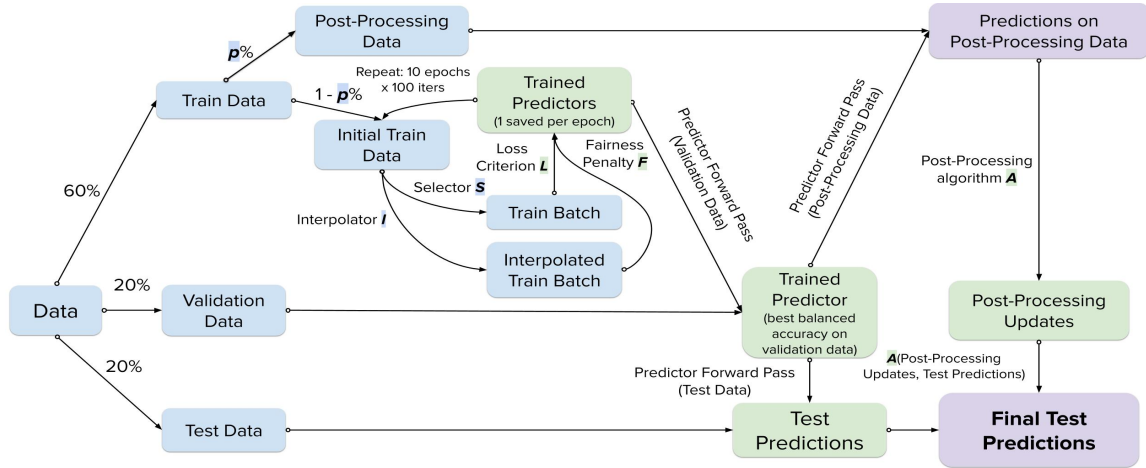 Post-Processing
Data
Predictions on
Post-Processing Data
p%
Train Data
1 - p%
Repeat: 10 epochs
x 100 iters
Trained
Predictors
(1 saved per epoch)
Initial Train
Data
Loss
Criterion L
Fairness
Penalty F
Predictor Forward Pass
(Validation Data)
Predictor Forward Pass
(Post-Processing Data)
Post-Processing
algorithm A
60%
Selector S
Train Batch
Interpolator I
Interpolated
Train Batch
Data
20%
Validation
Data
Trained
Predictor
(best balanced
accuracy on
validation data)
Post-Processing
Updates
20%
Predictor Forward Pass
(Test Data)
A(Post-Processing
Updates, Test Predictions)
Test Data
Test
Predictions
Final Test
Predictions